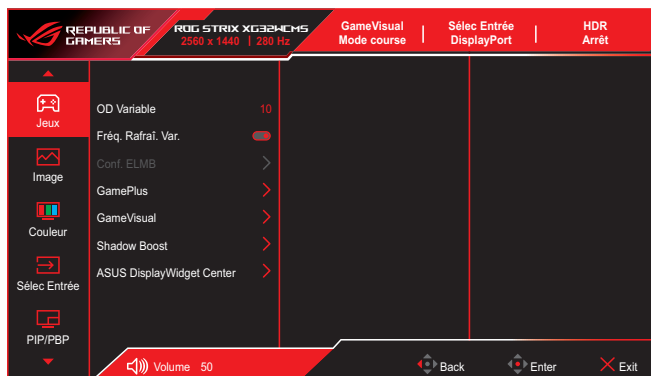 REPUBLIC OF GAMERS
ROG STRIX XG32WCMS
2560 x 1440 | 280 Hz
GameVisual
Mode course
Sélec Entrée
DisplayPort
HDR
Arrêt
Jeux
Image
Couleur
Sélec Entrée
PIP/PBP
OD Variable 10
Fréq. Rafraî. Var.
Conf. ELMB
GamePlus
GameVisual
Shadow Boost
ASUS DisplayWidget Center
Volume 50
Back
Enter
Exit